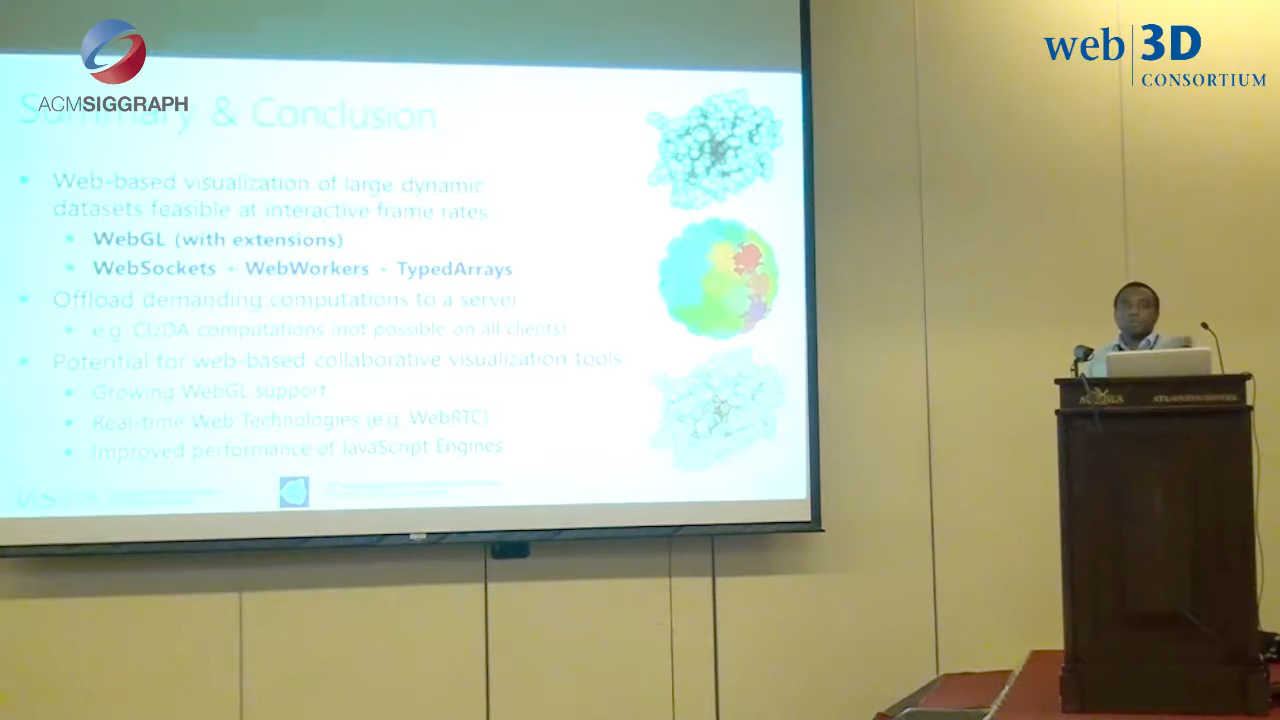 ACMSIGGRAPH
web 3D
CONSORTIUM
Summary & Conclusion
Web-based visualization of large dynamic
datasets feasible at interactive frame rates
WebGL (with extensions)
WebSockets - WebWorkers - TypedArrays
Offload demanding computations to a server
e.g. CUDA computations (not possible on all clients)
Potential for web-based collaborative visualization tools
Growing WebGL support
Real-time Web Technologies (e.g. WebRTC)
Improved performance of JavaScript Engines